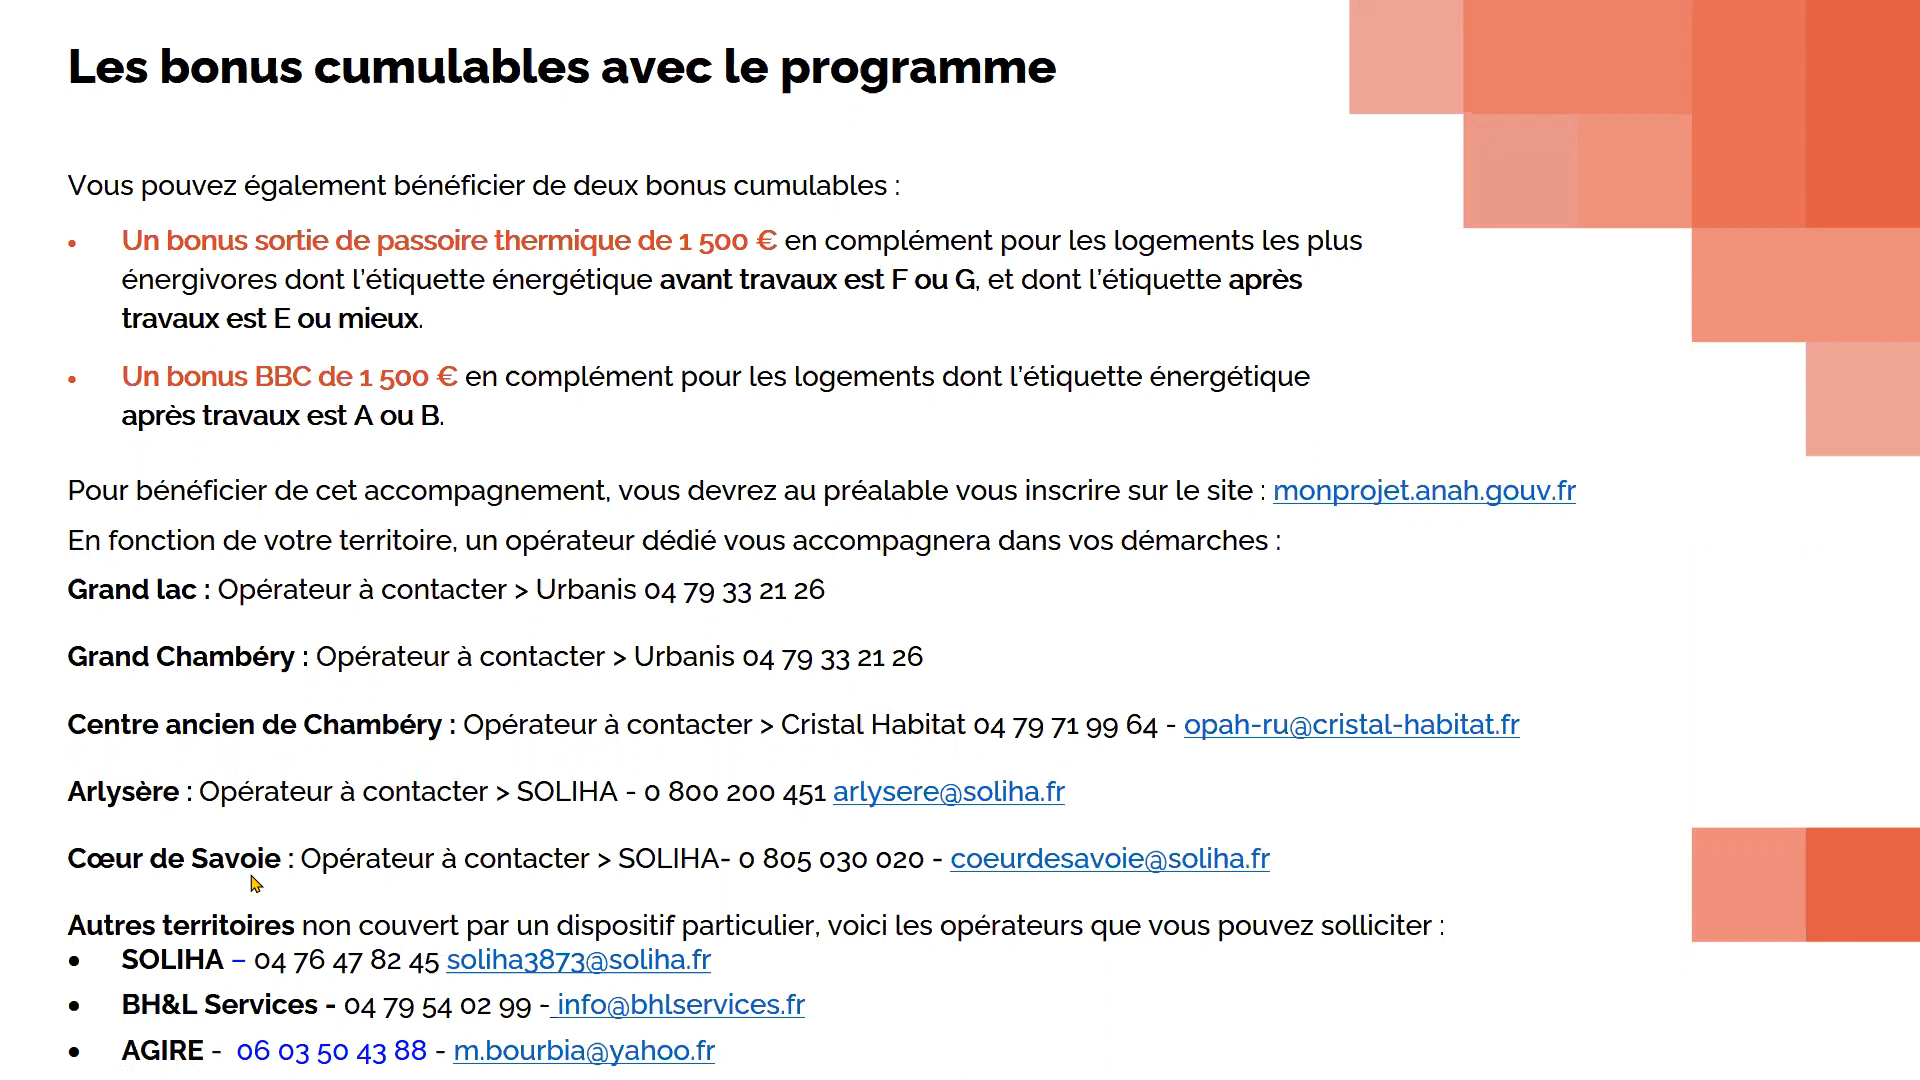 Les bonus cumulables avec le programme
Vous pouvez également bénéficier de deux bonus cumulables :
• Un bonus sortie de passoire thermique de 1 500 € en complément pour les logements les plus
énergivores dont l’étiquette énergétique avant travaux est F ou G, et dont l’étiquette après
travaux est E ou mieux.
• Un bonus BBC de 1 500 € en complément pour les logements dont l’étiquette énergétique
après travaux est A ou B.
Pour bénéficier de cet accompagnement, vous devrez au préalable vous inscrire sur le site : monprojet.anah.gouv.fr
En fonction de votre territoire, un opérateur dédié vous accompagnera dans vos démarches :
Grand lac : Opérateur à contacter > Urbanis 04 79 33 21 26
Grand Chambéry : Opérateur à contacter > Urbanis 04 79 33 21 26
Centre ancien de Chambéry : Opérateur à contacter > Cristal Habitat 04 79 71 99 64 - opah-ru@cristal-habitat.fr
Arlysère : Opérateur à contacter > SOLIHA - 0 800 200 451 arlysere@soliha.fr
Cœur de Savoie : Opérateur à contacter > SOLIHA- 0 805 030 020 - coeurdesavoie@soliha.fr
Autres territoires non couvert par un dispositif particulier, voici les opérateurs que vous pouvez solliciter :
• SOLIHA – 04 76 47 82 45 soliha3873@soliha.fr
• BH&L Services - 04 79 54 02 99 - info@bhlservices.fr
• AGIRE - 06 03 50 43 88 - m.bourbia@yahoo.fr